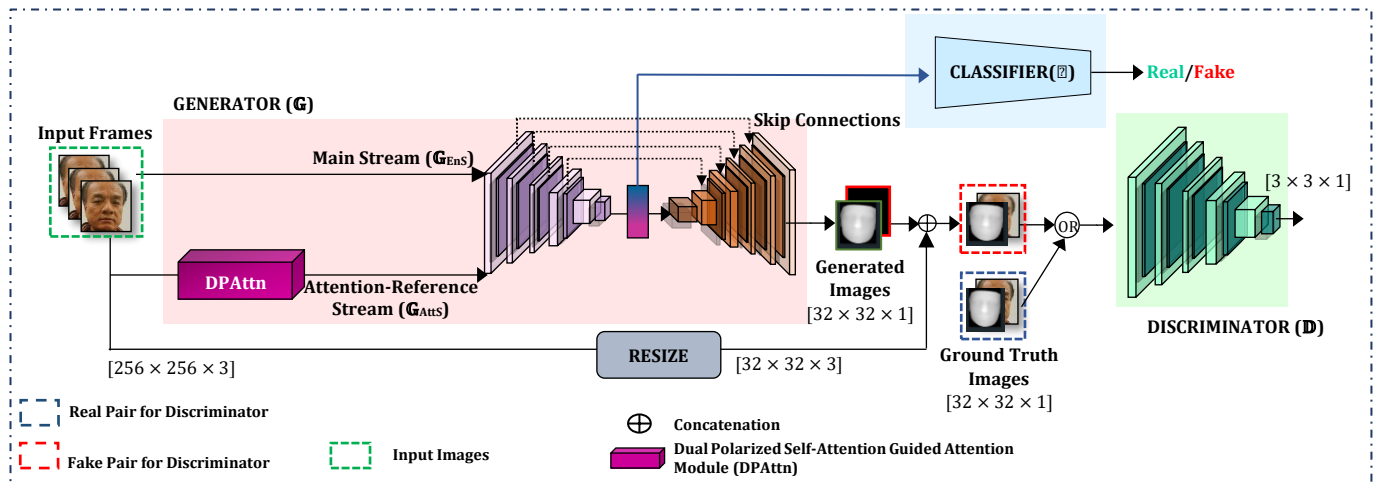 CLASSIFIER(⍰)
Real/Fake
GENERATOR (𝔾)
Input Frames
Skip Connections
Main Stream (𝔾EnS)
[3 × 3 × 1]
OR
DPAttn
Attention-Reference
Stream (𝔾AttS)
Generated
Images
[32 × 32 × 1]
DISCRIMINATOR (𝔻)
RESIZE
[256 × 256 × 3]
[32 × 32 × 3]
Ground Truth
Images
[32 × 32 × 1]
Real Pair for Discriminator
Concatenation
Fake Pair for Discriminator
Input Images
Dual Polarized Self-Attention Guided Attention
Module (DPAttn)